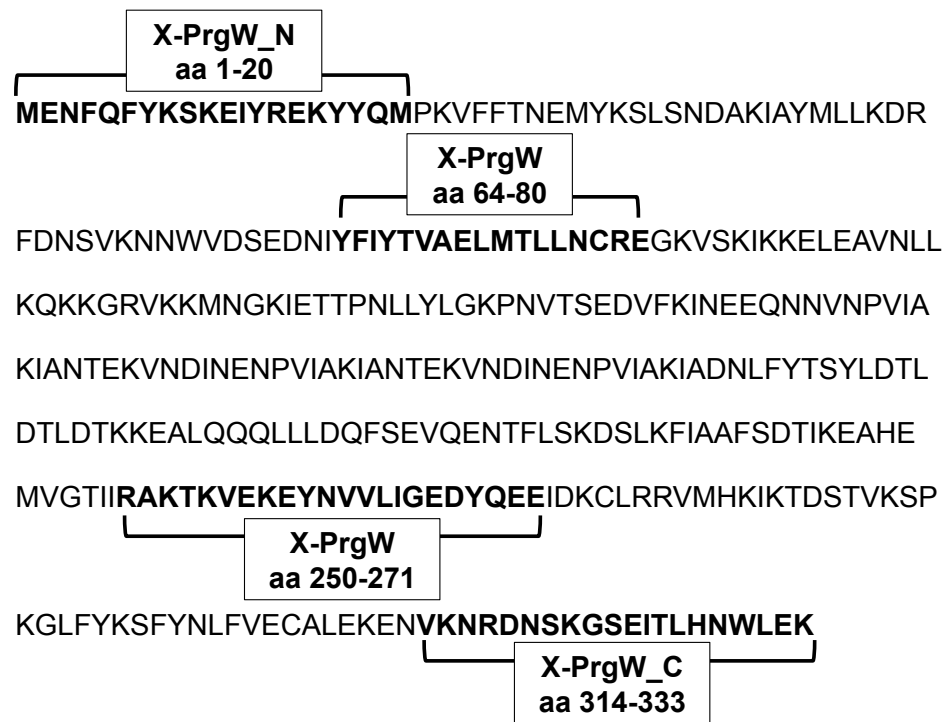 X-PrgW_N
aa 1-20
MENFQFYKSKEIYREKYYQMPKVFFTNEMYKSLSNDAKIAYMLLKDR
X-PrgW
aa 64-80
FDNSVKNNWVDSEDNIYFIYTVAELMTLLNCREGKVSKIKKELEAVNLL
KQKKGRVKKMNGKIETTPNLLYLGKPNVTSEDVFKINEEQNNVNPVIA
KIANTEKVNDINENPVIAKIANTEKVNDINENPVIAKIADNLFYTSYLDTL
DTLDTKKEALQQQLLLDQFSEVQENTFLSKDSLKFIAAFSDTIKEAHE
MVGTIIRAKTKVEKEYNVVLIGEDYQEEIDKCLRRVMHKIKTDSTVKSP
X-PrgW
aa 250-271
KGLFYKSFYNLFVECALEKENVKNRDNSKGSEITLHNWLEK
X-PrgW_C
aa 314-333